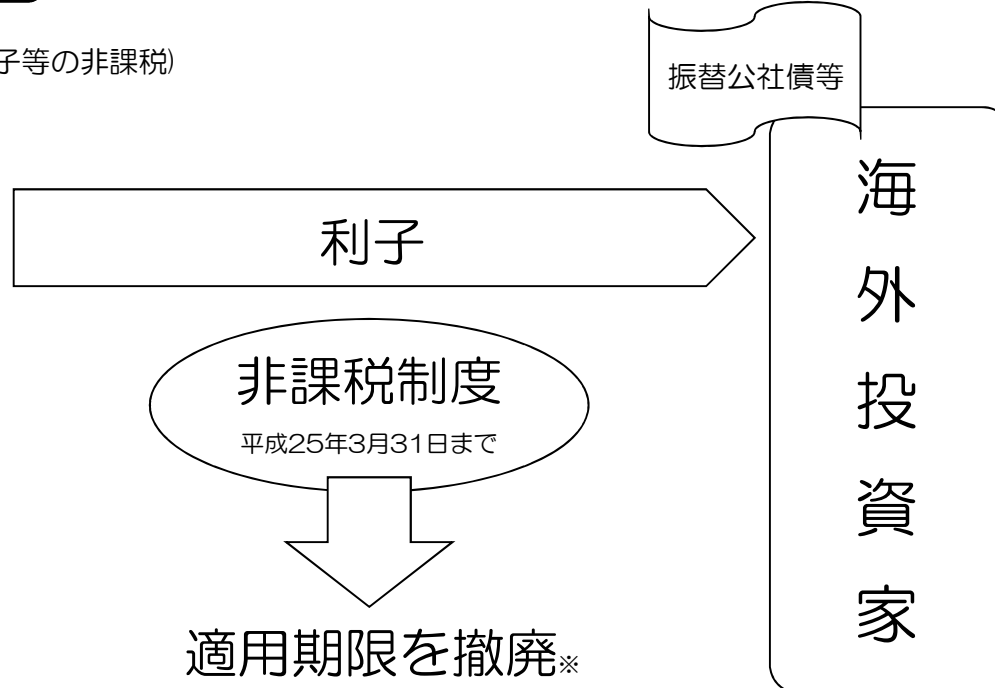 子等の非課税)
振替公社債等
利子
非課税制度
平成25年3月31日まで
適用期限を撤廃※
海外投資家